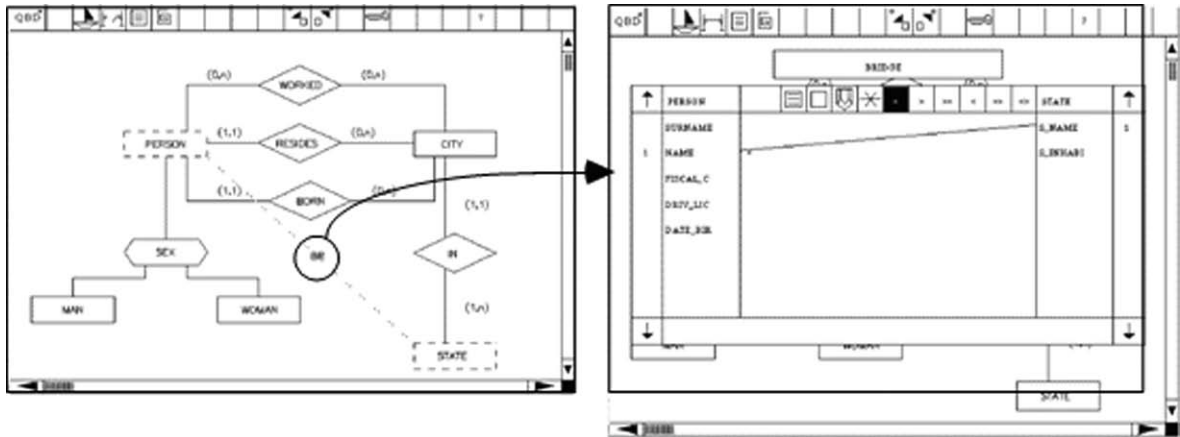 QBD* ?
(0,n) (0,n)
WORKED
(1,1) (0,n)
PERSON RESIDES CITY
(1,1)
BORN
(1,1)
SEX IN
MAN WOMAN (1,n)
STATE
QBD* ?
BRIDGE
PERSON STATE
SURNAME S_NAME 1
1 NAME S_INHABI
FISCAL_C
DRIV_LIC
DATE_BIR
STATE